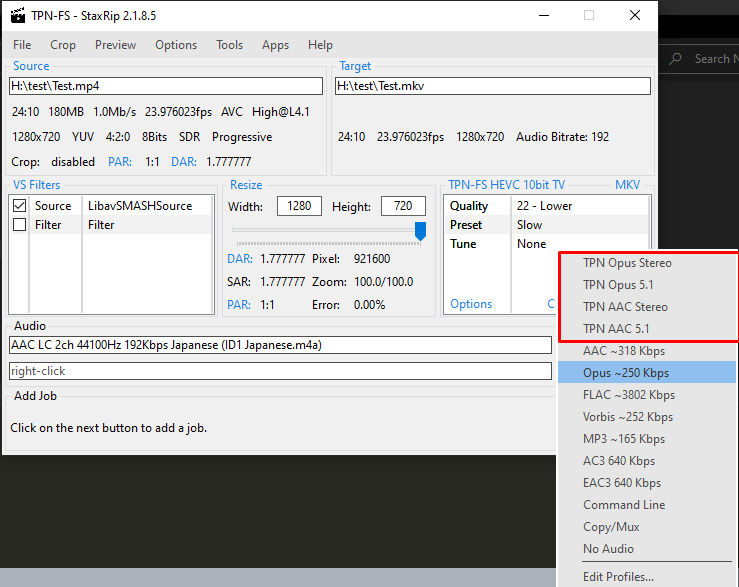 TPN-FS - StaxRip 2.1.8.5
File Crop Preview Options Tools Apps Help
Search N
Source
H:\test\Test.mp4
24:10 180MB 1.0Mb/s 23.976023fps AVC High@L4.1
1280x720 YUV 4:2:0 8Bits SDR Progressive
Crop: disabled PAR: 1:1 DAR: 1.777777
Target
H:\test\Test.mkv
24:10 23.976023fps 1280x720 Audio Bitrate: 192
VS Filters
Source LibavSMASHSource
Filter Filter
Resize
Width: 1280 Height: 720
DAR: 1.777777 Pixel: 921600
SAR: 1.777777 Zoom: 100.0/100.0
PAR: 1:1 Error: 0.00%
TPN-FS HEVC 10bit TV MKV
Quality 22 - Lower
Preset Slow
Tune None
Options C
Audio
AAC LC 2ch 44100Hz 192Kbps Japanese (ID1 Japanese.m4a)
right-click
Add Job
Click on the next button to add a job.
TPN Opus Stereo
TPN Opus 5.1
TPN AAC Stereo
TPN AAC 5.1
AAC ~318 Kbps
Opus ~250 Kbps
FLAC ~3802 Kbps
Vorbis ~252 Kbps
MP3 ~165 Kbps
AC3 640 Kbps
EAC3 640 Kbps
Command Line
Copy/Mux
No Audio
Edit Profiles...